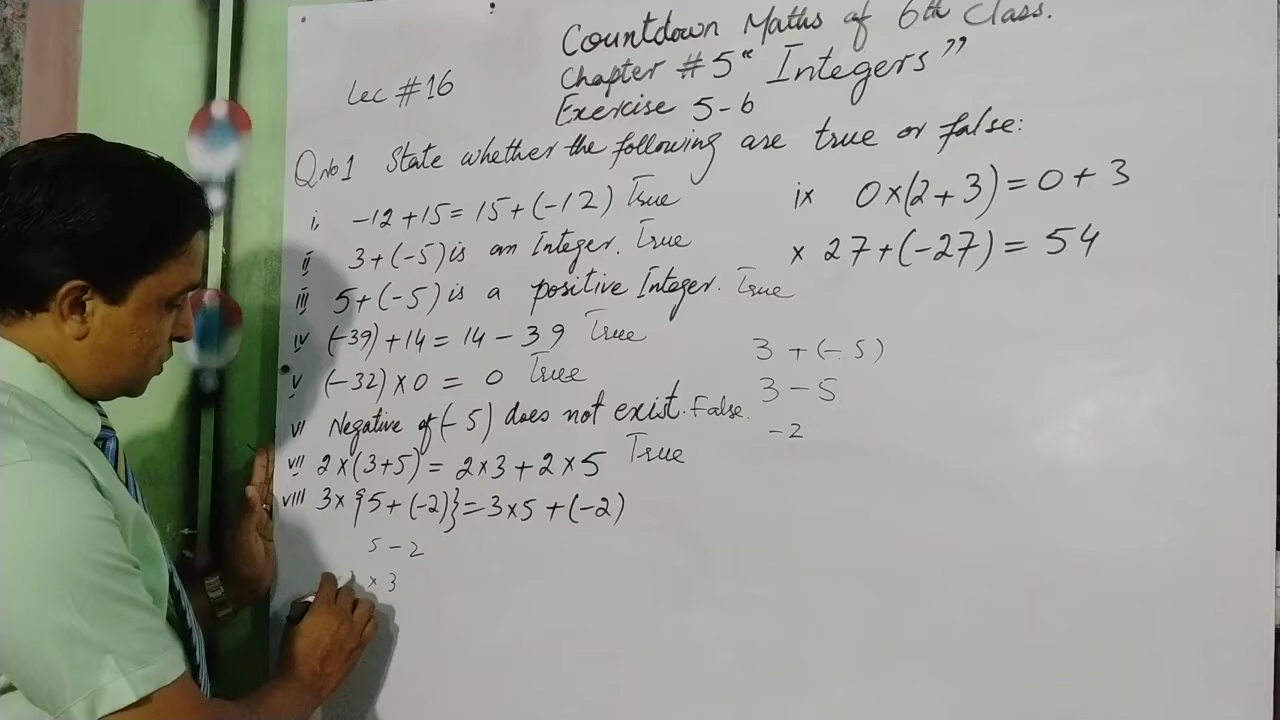 Countdown Maths of 6th Class.
Lec #16
Chapter #5 "Integers"
Exercise 5-b
Q.No1 State whether the following are true or false:
i, -12+15=15+(-12) True
ii 3+(-5) is an Integer. True
iii 5+(-5) is a positive Integer. True
iv (-39)+14=14-39 True
v (-32)×0 = 0 True
vi Negative of (-5) does not exist. False.
vii 2×(3+5)=2×3+2×5 True
viii 3×{5+(-2)}=3×5+(-2)
5-2
×3
ix 0×(2+3)=0+3
x 27+(-27)=54
3+(-5)
3-5
-2